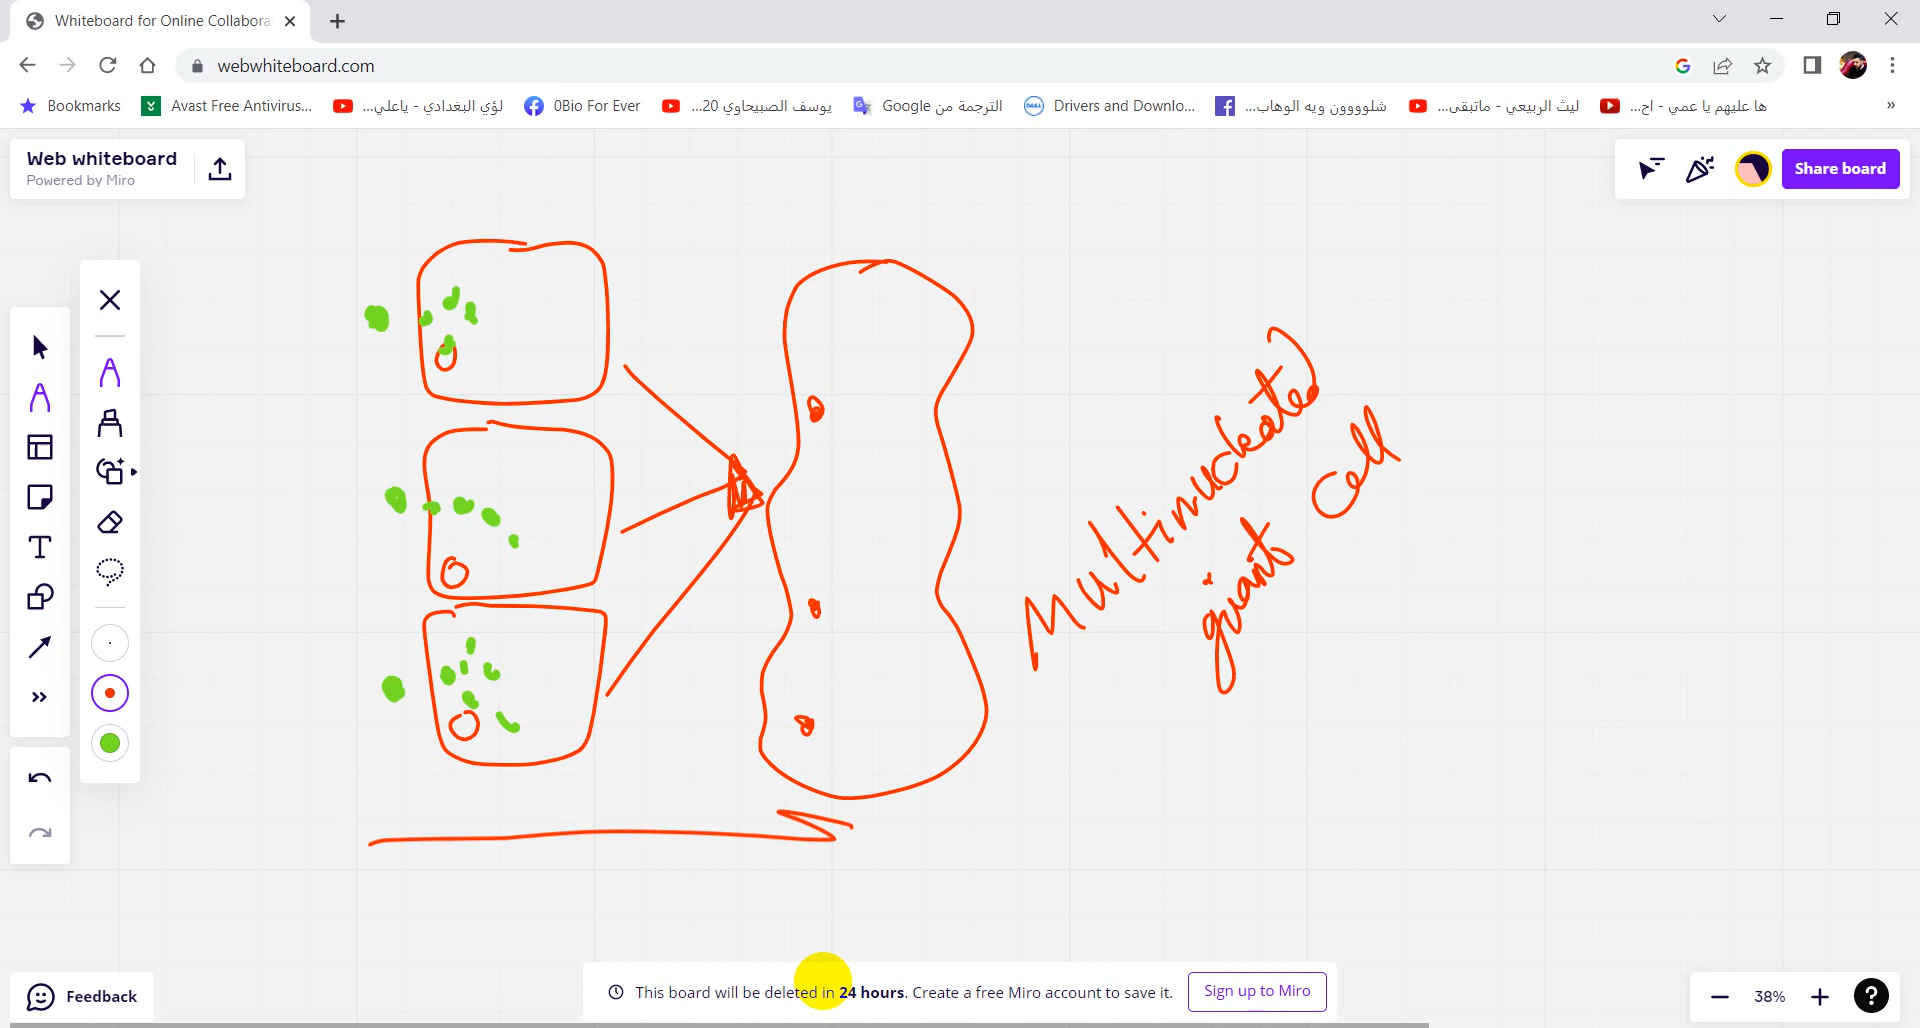 Whiteboard for Online Collabora
webwhiteboard.com
Bookmarks
Avast Free Antivirus...
لؤي البغدادي - ياعلي...
0Bio For Ever
يوسف الصبيحاوي 20...
الترجمة من Google
Drivers and Downlo...
شلوووون ويه الوهاب...
ليث الربيعي - ماتبقى...
ها عليهم يا عمي - اح...
»
Web whiteboard
Powered by Miro
Share board
Multinucleated
giant cell
T
Feedback
This board will be deleted in 24 hours. Create a free Miro account to save it.
Sign up to Miro
38%
?